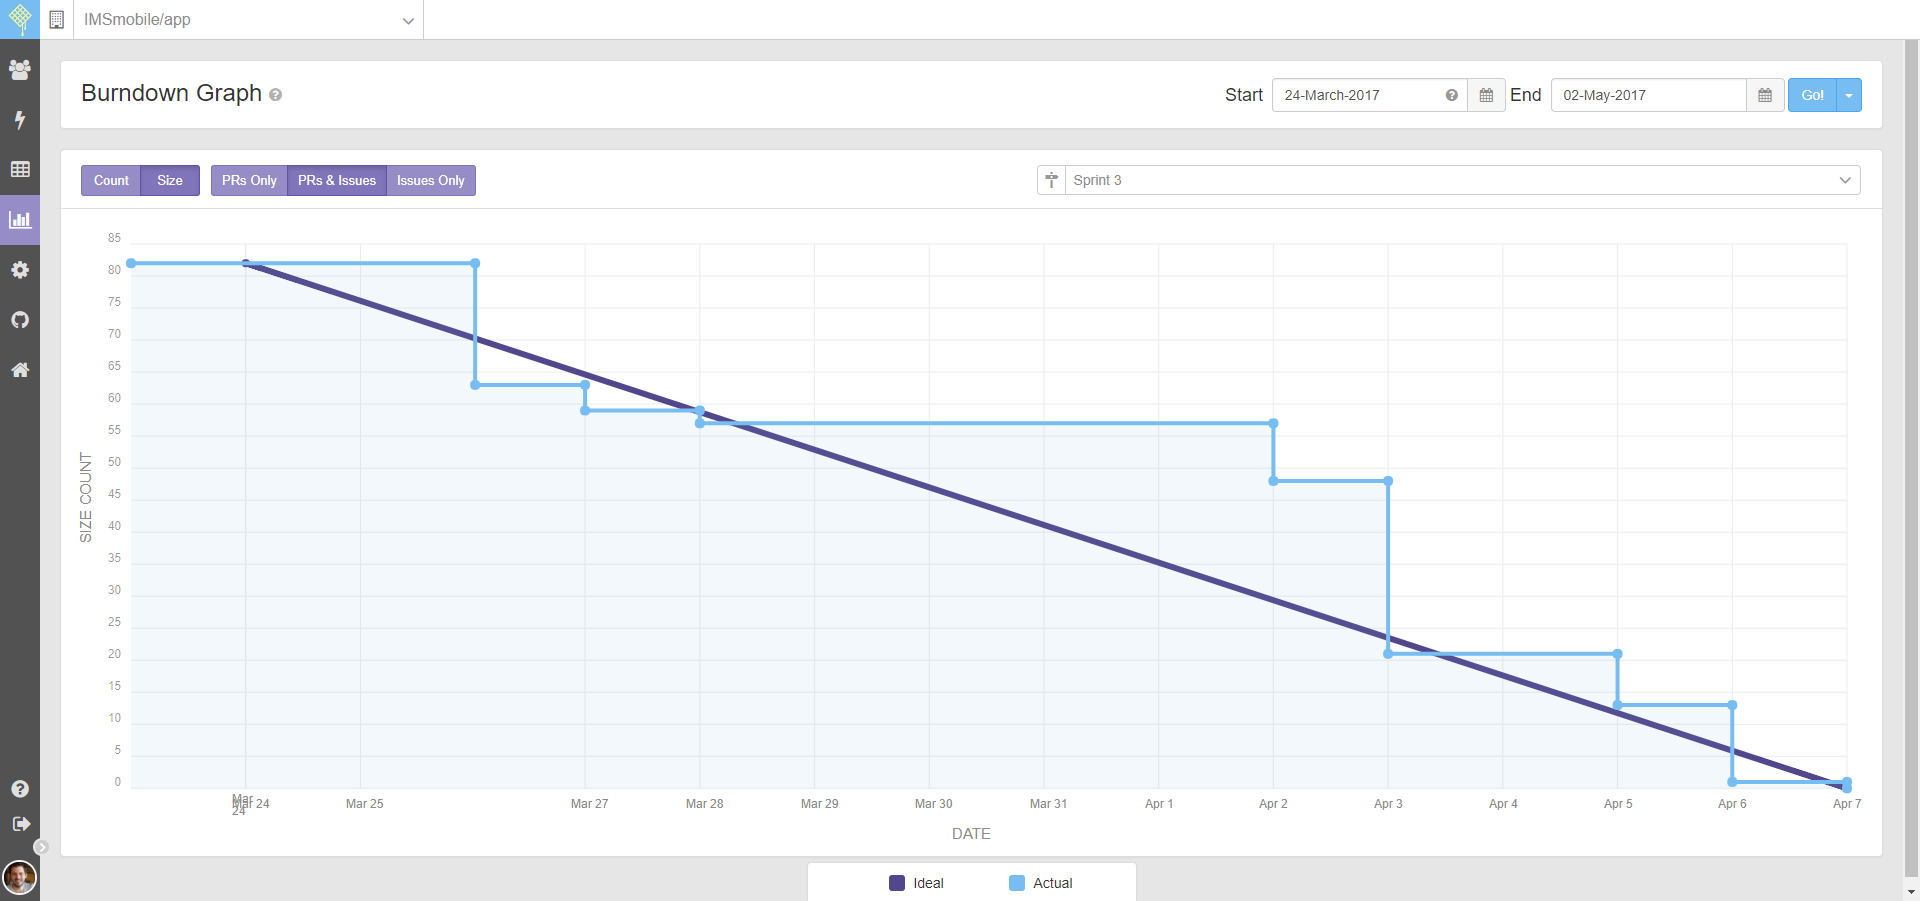 IMSmobile/app
Burndown Graph
Start 24-March-2017 End 02-May-2017 Go!
Count Size PRs Only PRs & Issues Issues Only Sprint 3
85
80
75
70
65
60
55
50
45
40
35
30
25
20
15
10
5
0
SIZE COUNT
Mar 24
Mar 24 Mar 25 Mar 27 Mar 28 Mar 29 Mar 30 Mar 31 Apr 1 Apr 2 Apr 3 Apr 4 Apr 5 Apr 6 Apr 7
DATE
Ideal Actual